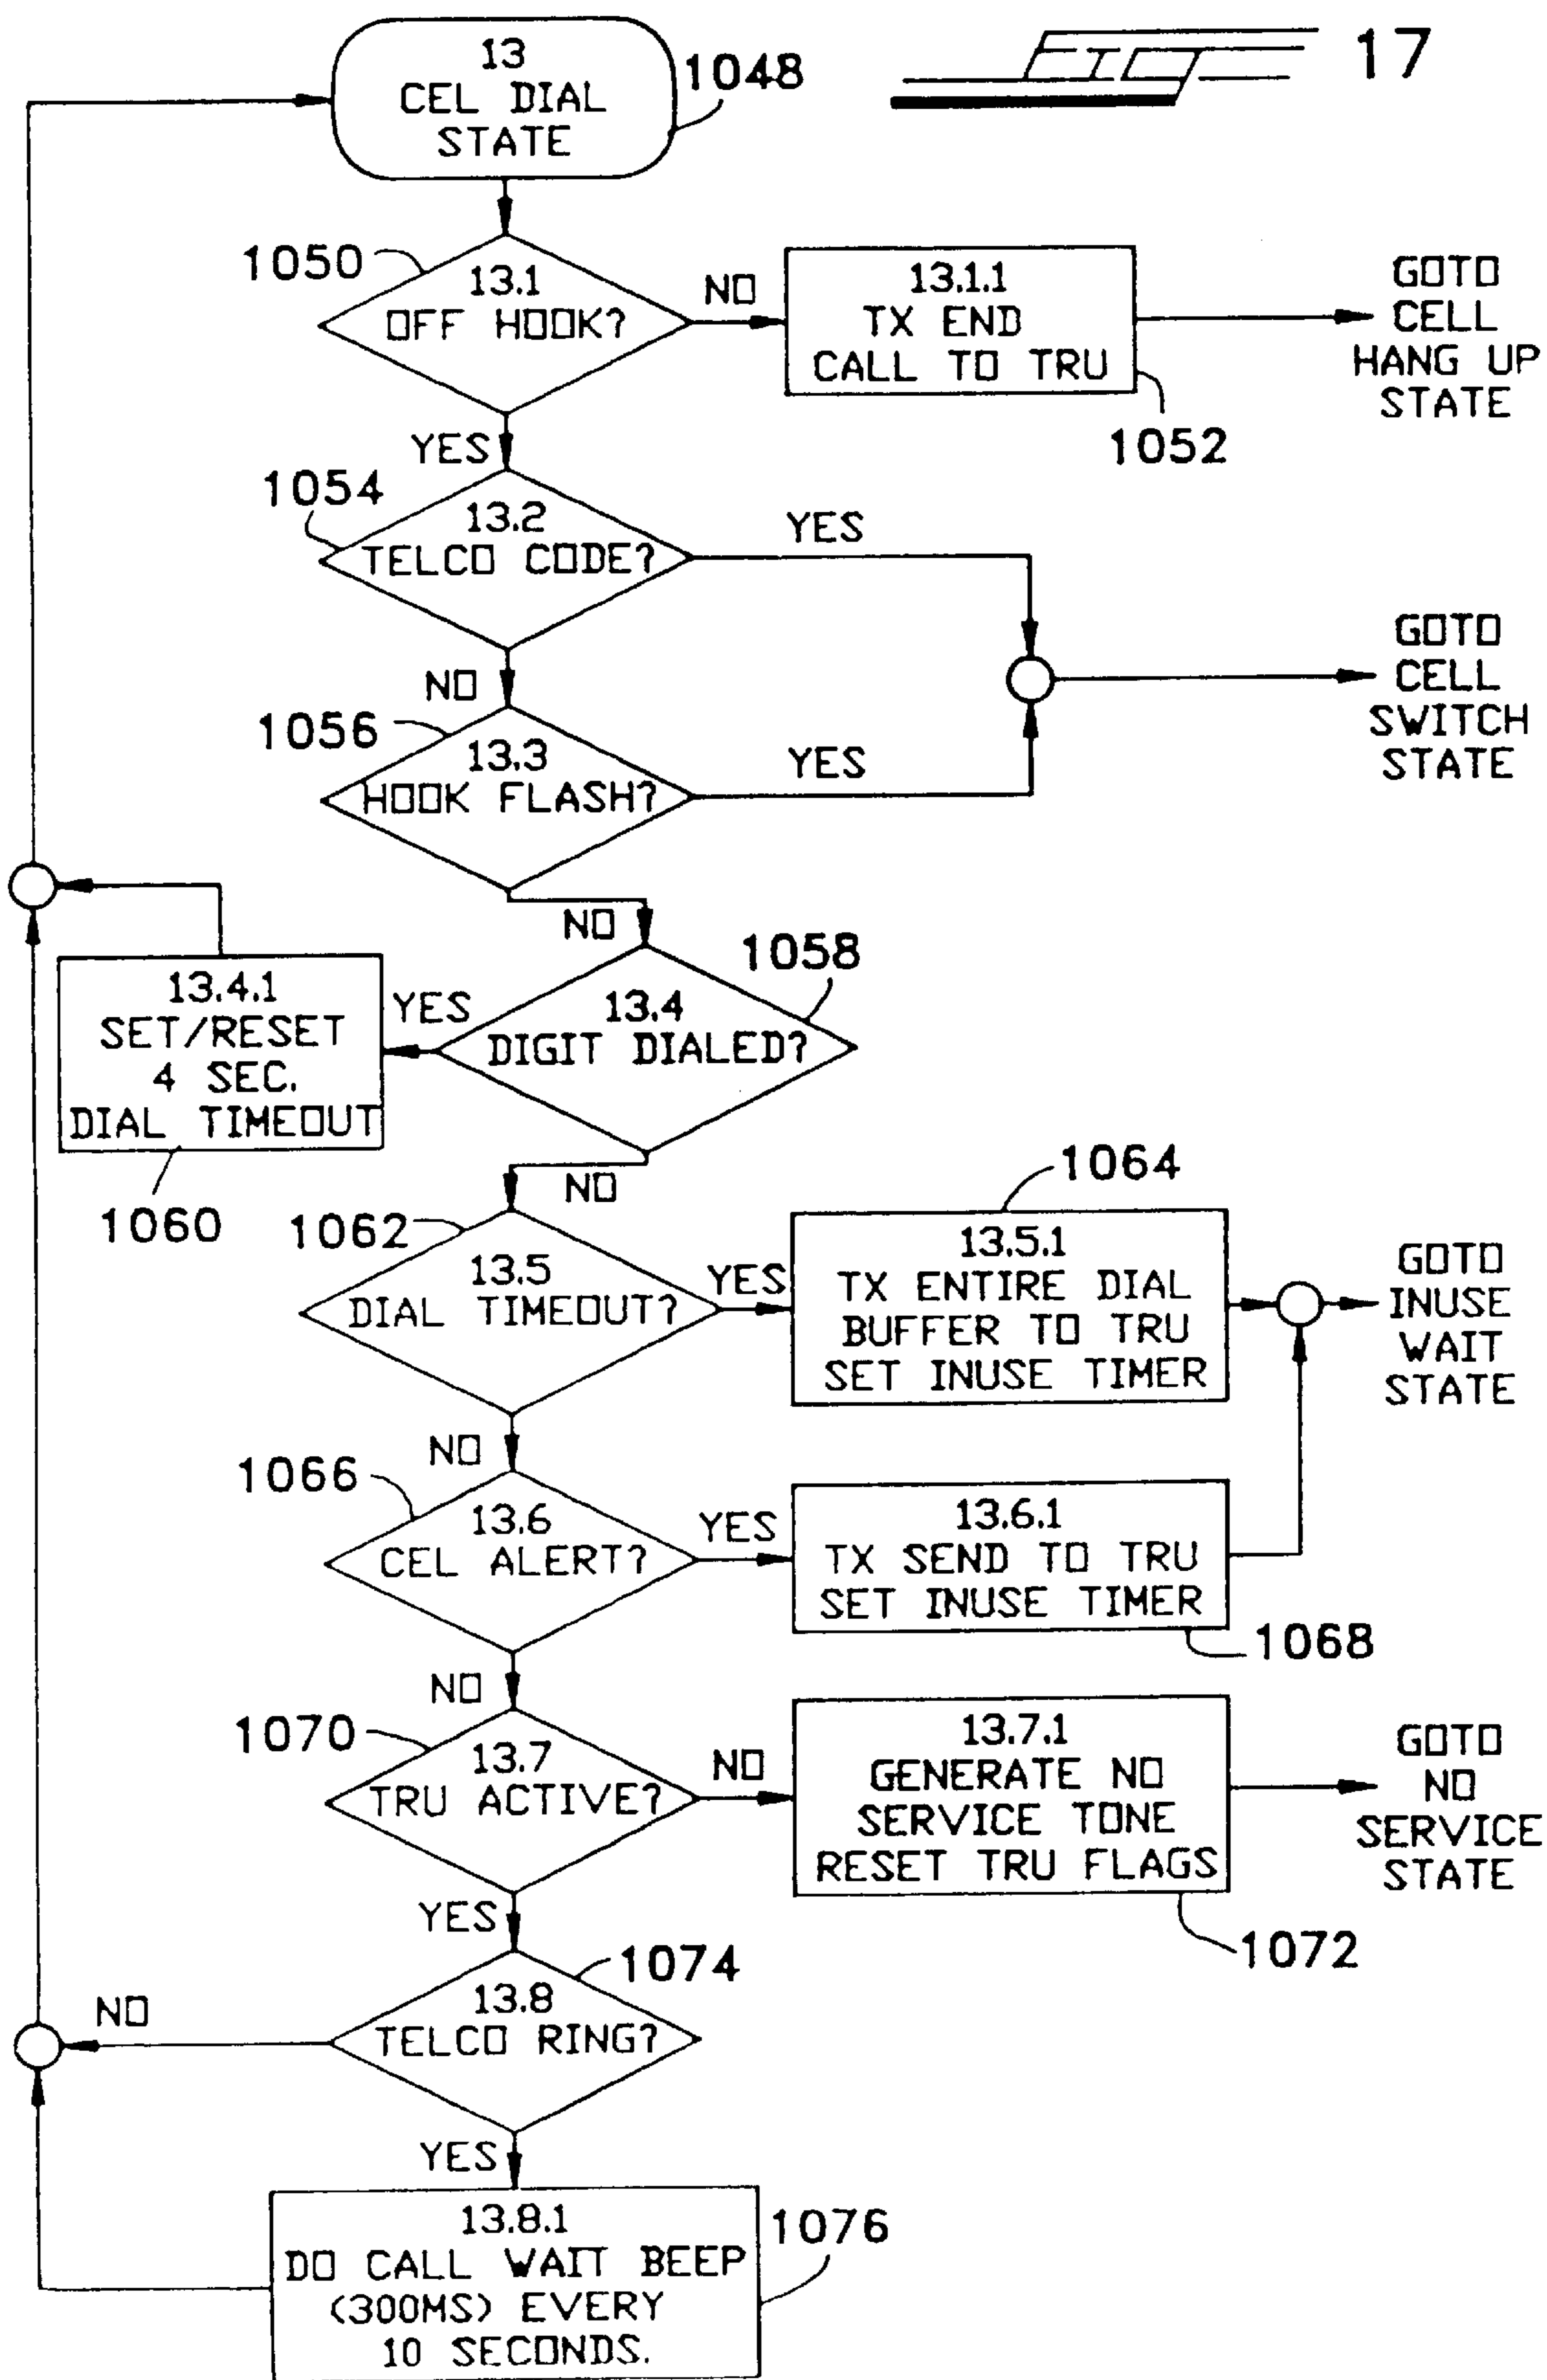 FIG 17
13
CEL DIAL
STATE
1048
1050
13.1
OFF HOOK?
NO
13.1.1
TX END
CALL TO TRU
1052
GOTO
CELL
HANG UP
STATE
YES
1054
13.2
TELCO CODE?
YES
NO
1056
13.3
HOOK FLASH?
YES
GOTO
CELL
SWITCH
STATE
NO
1058
13.4
DIGIT DIALED?
YES
13.4.1
SET/RESET
4 SEC.
DIAL TIMEOUT
1060
NO
1062
13.5
DIAL TIMEOUT?
YES
1064
13.5.1
TX ENTIRE DIAL
BUFFER TO TRU
SET INUSE TIMER
GOTO
INUSE
WAIT
STATE
NO
1066
13.6
CEL ALERT?
YES
13.6.1
TX SEND TO TRU
SET INUSE TIMER
1068
NO
1070
13.7
TRU ACTIVE?
NO
13.7.1
GENERATE NO
SERVICE TONE
RESET TRU FLAGS
1072
GOTO
NO
SERVICE
STATE
YES
1074
13.8
TELCO RING?
NO
YES
13.8.1
DO CALL WAIT BEEP
(300MS) EVERY
10 SECONDS.
1076